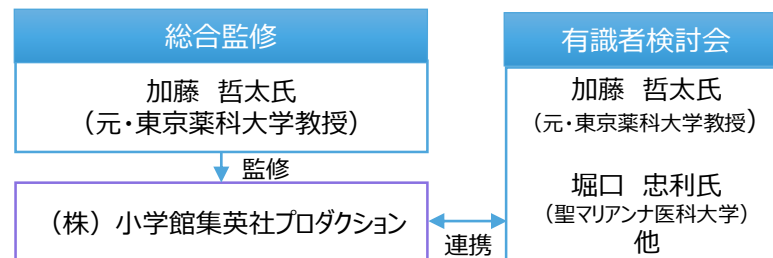 総合監修
加藤 哲太氏
（元・東京薬科大学教授）
監修
（株）小学館集英社プロダクション
連携
有識者検討会
加藤 哲太氏
（元・東京薬科大学教授）
堀口 忠利氏
（聖マリアンナ医科大学）
他